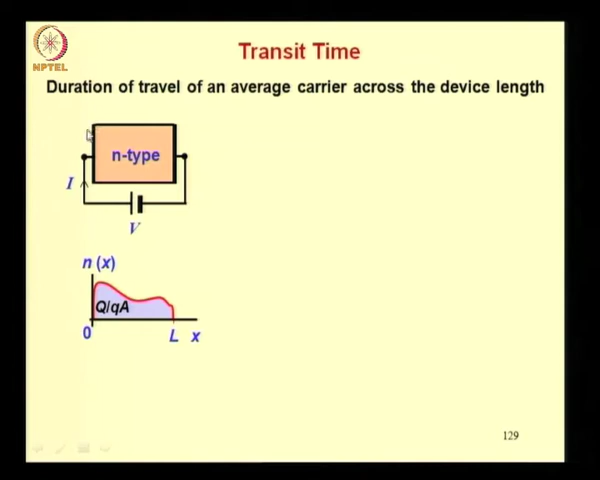 NPTEL
Transit Time
Duration of travel of an average carrier across the device length
n-type
I
V
n (x)
Q/qA
0
L x
129